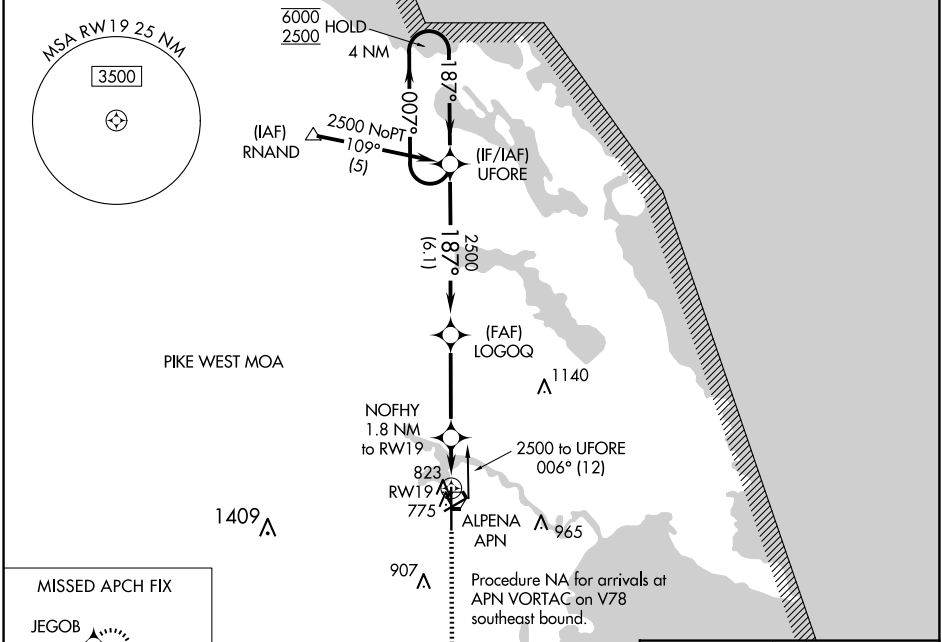 MSA RW19 25 NM
3500
6000
2500
HOLD
4 NM
187°
007°
(IAF)
RNAND
2500 NoPT
109°
(5)
(IF/IAF)
UFORE
2500
187°
(6.1)
(FAF)
LOGOQ
PIKE WEST MOA
1140
NOFHY
1.8 NM
to RW19
2500 to UFORE
006° (12)
823
RW19
775
ALPENA
APN
1409
965
907
Procedure NA for arrivals at
APN VORTAC on V78
southeast bound.
MISSED APCH FIX
JEGOB